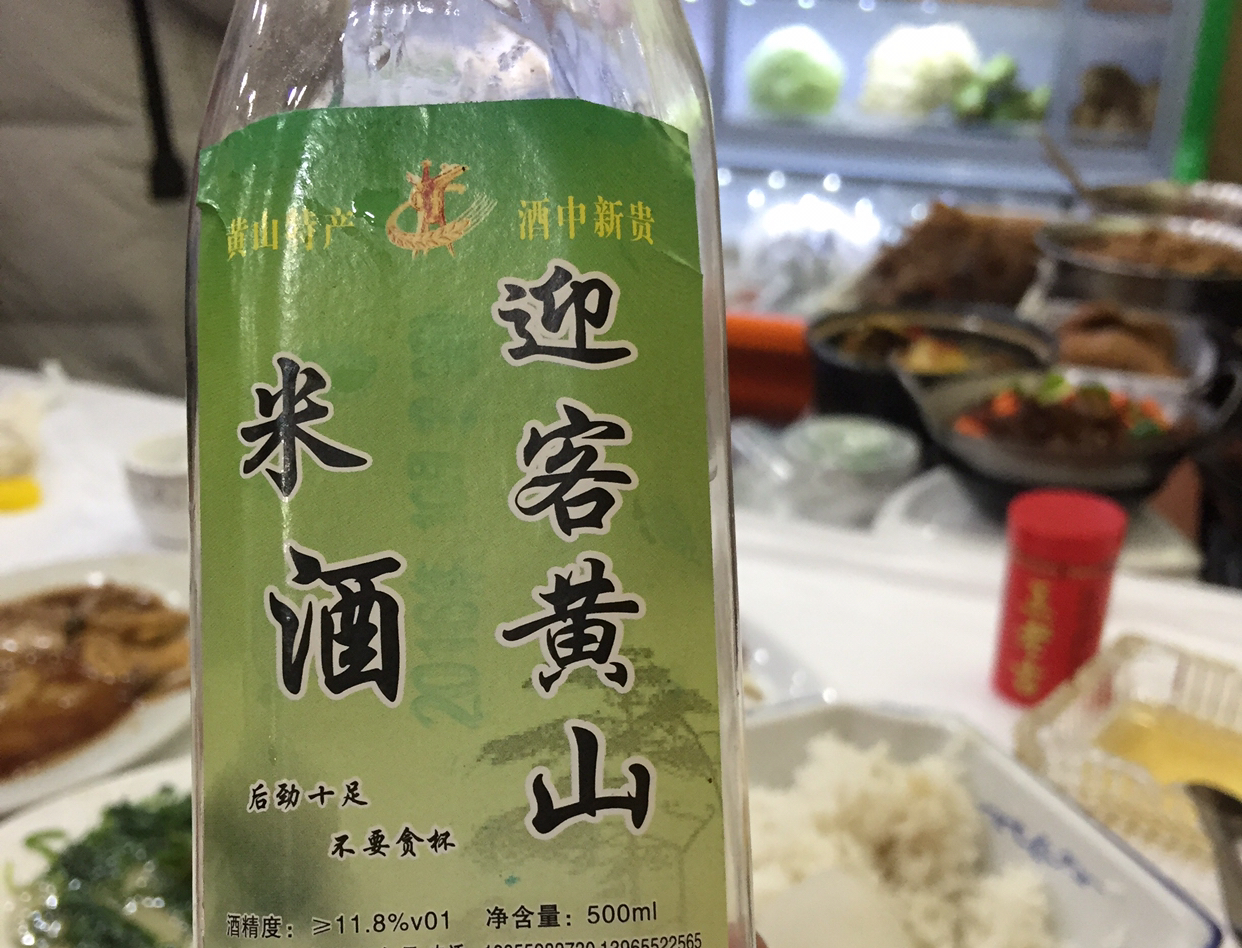 黄山特产
酒中新贵
迎客黄山
米酒
后劲十足
不要贪杯
酒精度：≥11.8%v01
净含量：500ml
13965522565